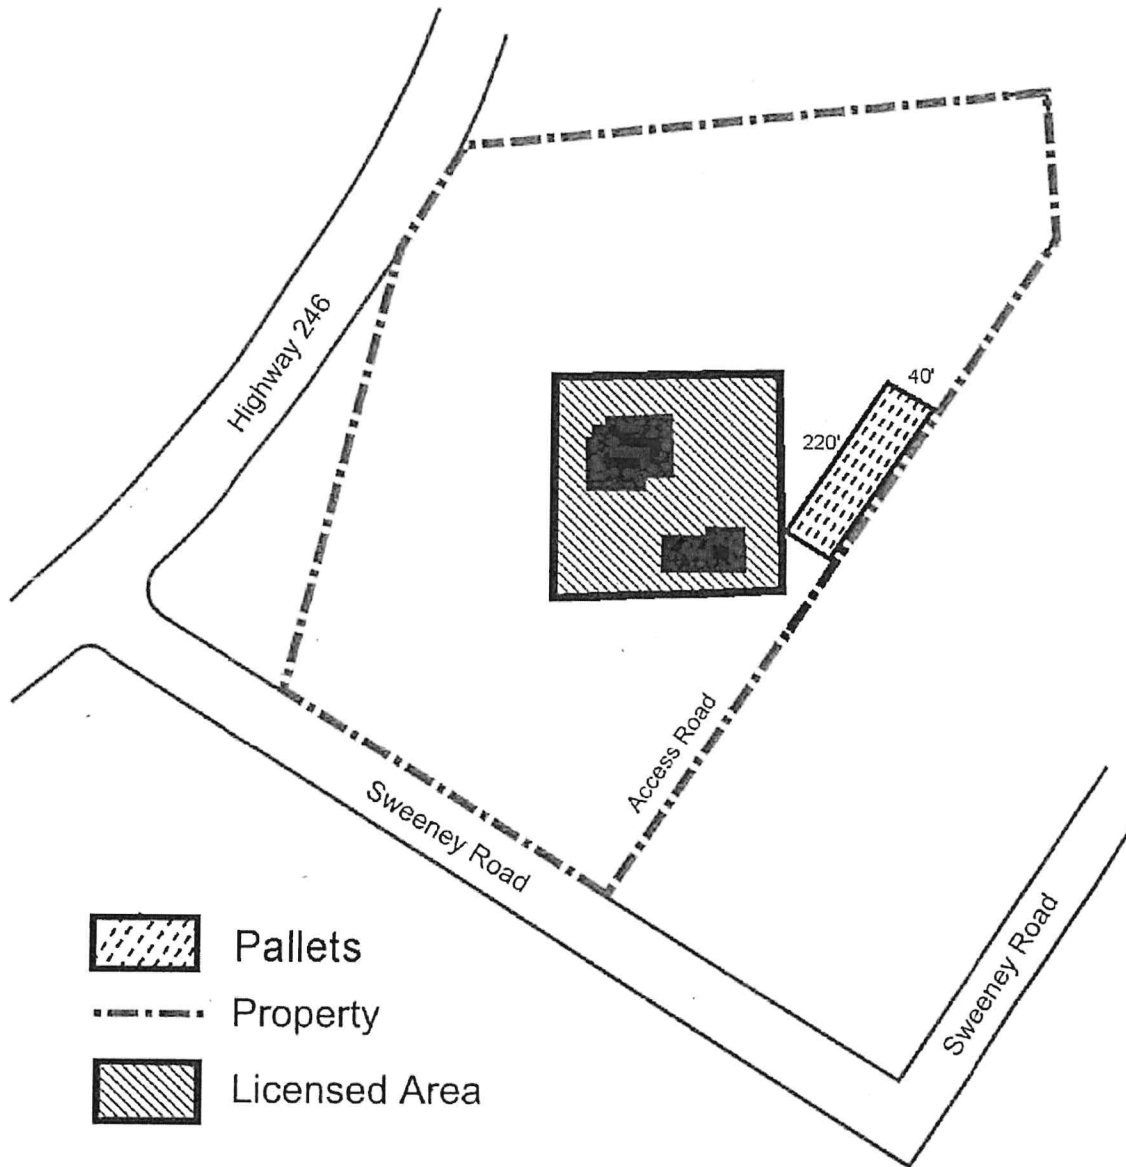 Highway 246
40'
220'
Access Road
Sweeney Road
Sweeney Road
Pallets
Property
Licensed Area